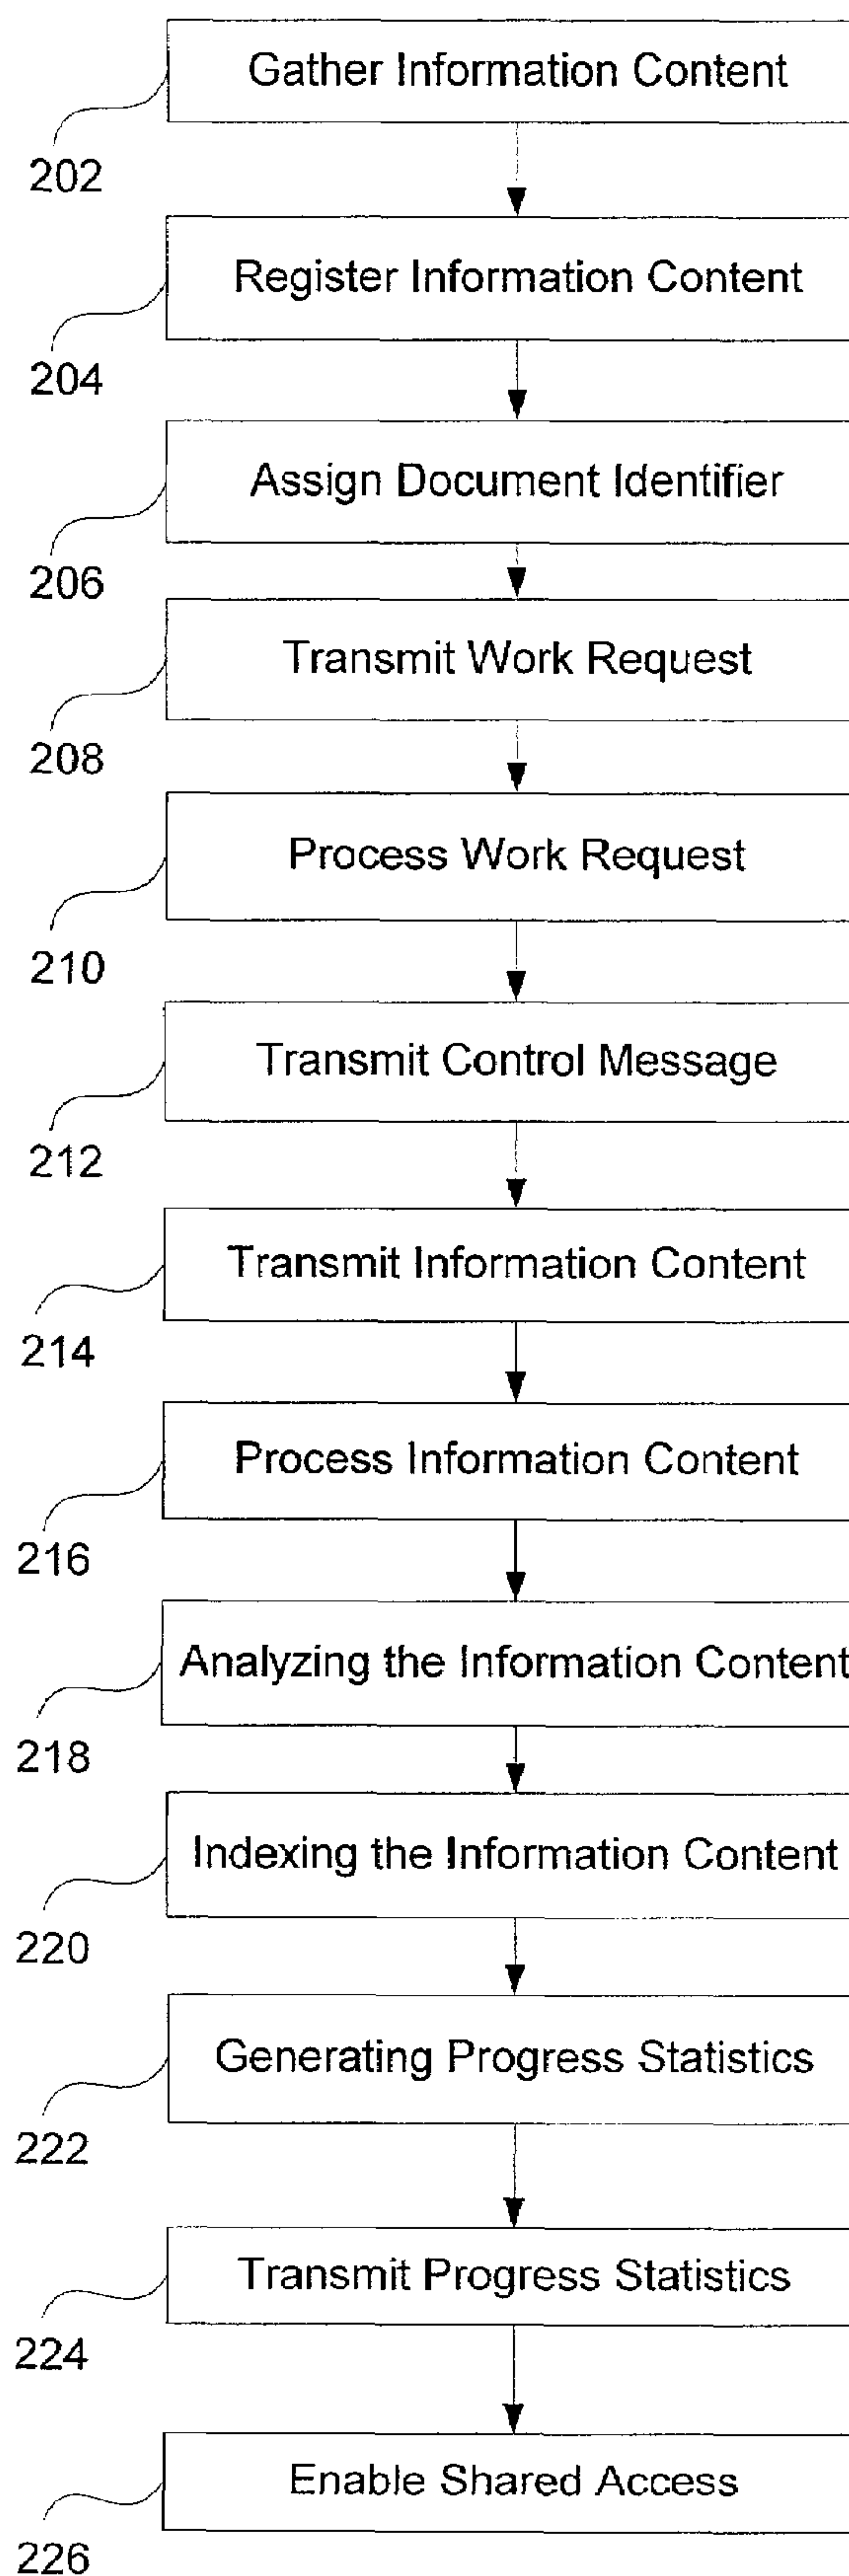 Gather Information Content
202
Register Information Content
204
Assign Document Identifier
206
Transmit Work Request
208
Process Work Request
210
Transmit Control Message
212
Transmit Information Content
214
Process Information Content
216
Analyzing the Information Content
218
Indexing the Information Content
220
Generating Progress Statistics
222
Transmit Progress Statistics
224
Enable Shared Access
226